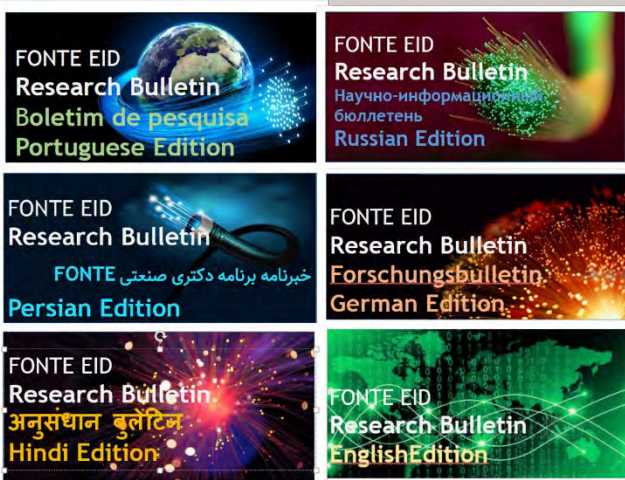 FONTE EID
Research Bulletin
Boletim de pesquisa
Portuguese Edition
FONTE EID
Research Bulletin
Научно-информационный
бюллетень
Russian Edition
FONTE EID
Research Bulletin
خبرنامه برنامه دکتری صنعتی FONTE
Persian Edition
FONTE EID
Research Bulletin
Forschungsbulletin
German Edition
FONTE EID
Research Bulletin
अनुसंधान बुलेटिन
Hindi Edition
FONTE EID
Research Bulletin
EnglishEdition